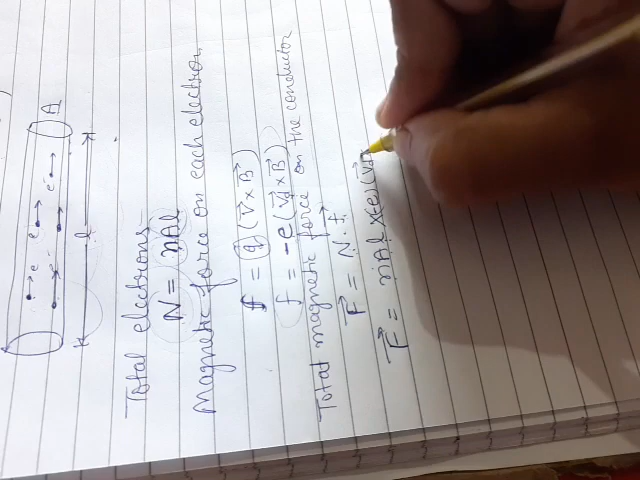 e e e A
l
Total electrons-
N = nAl
Magnetic force on each electron,
f = q (V⃗ × B⃗)
f = -e (V⃗d × B⃗)
Total magnetic force on the conductor
F⃗ = N. f⃗
F⃗ = nAl × (-e) (V⃗d